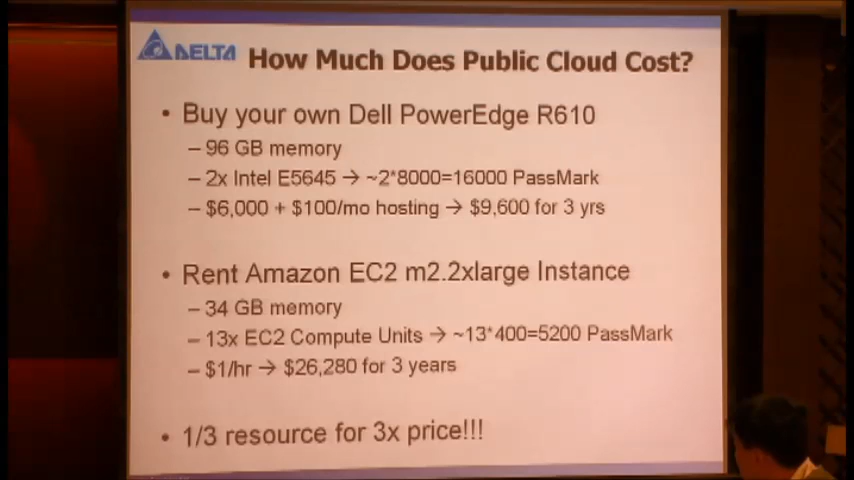 DELTA
How Much Does Public Cloud Cost?
• Buy your own Dell PowerEdge R610
– 96 GB memory
– 2x Intel E5645 → ~2*8000=16000 PassMark
– $6,000 + $100/mo hosting → $9,600 for 3 yrs
• Rent Amazon EC2 m2.2xlarge Instance
– 34 GB memory
– 13x EC2 Compute Units → ~13*400=5200 PassMark
– $1/hr → $26,280 for 3 years
• 1/3 resource for 3x price!!!